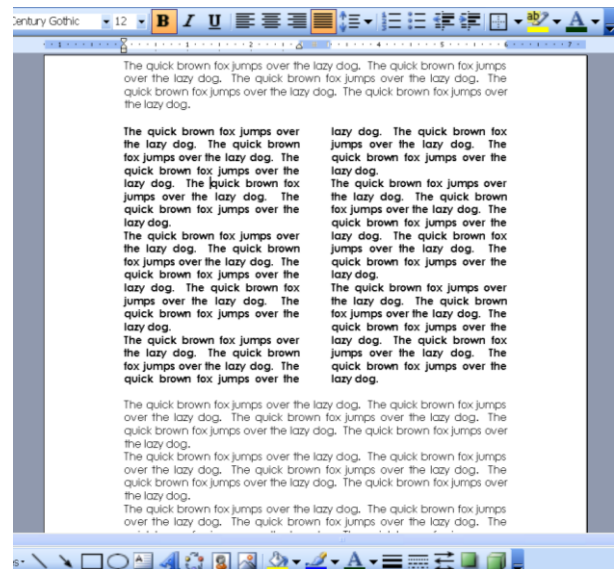 entury Gothic
12
B I U
The quick brown fox jumps over the lazy dog. The quick brown fox jumps
over the lazy dog. The quick brown fox jumps over the lazy dog. The
quick brown fox jumps over the lazy dog. The quick brown fox jumps over
the lazy dog.
The quick brown fox jumps over
the lazy dog. The quick brown
fox jumps over the lazy dog. The
quick brown fox jumps over the
lazy dog. The quick brown fox
jumps over the lazy dog. The
quick brown fox jumps over the
lazy dog.
The quick brown fox jumps over
the lazy dog. The quick brown
fox jumps over the lazy dog. The
quick brown fox jumps over the
lazy dog. The quick brown fox
jumps over the lazy dog. The
quick brown fox jumps over the
lazy dog.
The quick brown fox jumps over
the lazy dog. The quick brown
fox jumps over the lazy dog. The
quick brown fox jumps over the
lazy dog. The quick brown fox
jumps over the lazy dog. The
quick brown fox jumps over the
lazy dog.
The quick brown fox jumps over
the lazy dog. The quick brown
fox jumps over the lazy dog. The
quick brown fox jumps over the
lazy dog. The quick brown fox
jumps over the lazy dog. The
quick brown fox jumps over the
lazy dog.
The quick brown fox jumps over
the lazy dog. The quick brown
fox jumps over the lazy dog. The
quick brown fox jumps over the
lazy dog. The quick brown fox
jumps over the lazy dog. The
quick brown fox jumps over the
lazy dog.
The quick brown fox jumps over the lazy dog. The quick brown fox jumps
over the lazy dog. The quick brown fox jumps over the lazy dog. The
quick brown fox jumps over the lazy dog. The quick brown fox jumps over
the lazy dog.
The quick brown fox jumps over the lazy dog. The quick brown fox jumps
over the lazy dog. The quick brown fox jumps over the lazy dog. The
quick brown fox jumps over the lazy dog. The quick brown fox jumps over
the lazy dog.
The quick brown fox jumps over the lazy dog. The quick brown fox jumps
over the lazy dog. The quick brown fox jumps over the lazy dog. The